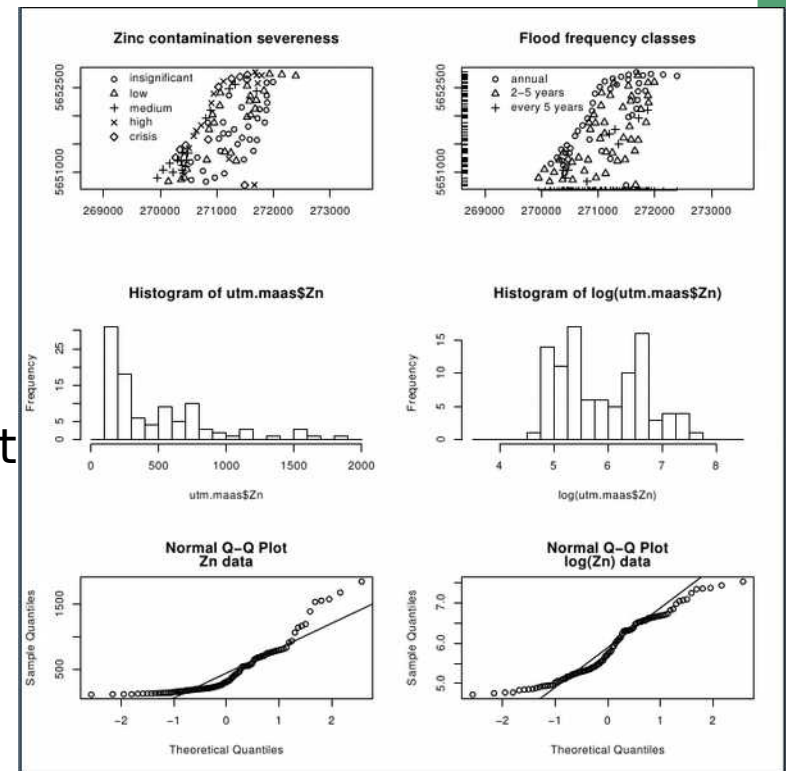 Zinc contamination severeness
insignificant
low
medium
high
crisis
5652500
5651000
269000 270000 271000 272000 273000
Flood frequency classes
annual
2−5 years
every 5 years
5652500
5651000
269000 270000 271000 272000 273000
Histogram of utm.maas$Zn
Frequency
25
15
5
0
0 500 1000 1500 2000
utm.maas$Zn
Histogram of log(utm.maas$Zn)
Frequency
15
10
5
0
4 5 6 7 8
log(utm.maas$Zn)
t
Normal Q−Q Plot
Zn data
Sample Quantiles
1500
500
−2 −1 0 1 2
Theoretical Quantiles
Normal Q−Q Plot
log(Zn) data
Sample Quantiles
7.0
6.0
5.0
−2 −1 0 1 2
Theoretical Quantiles